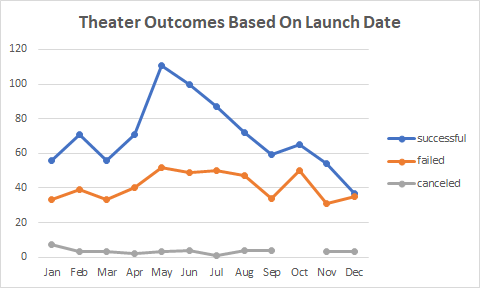 Theater Outcomes Based On Launch Date
120
100
80
60
40
20
0
Jan Feb Mar Apr May Jun Jul Aug Sep Oct Nov Dec
successful
failed
canceled